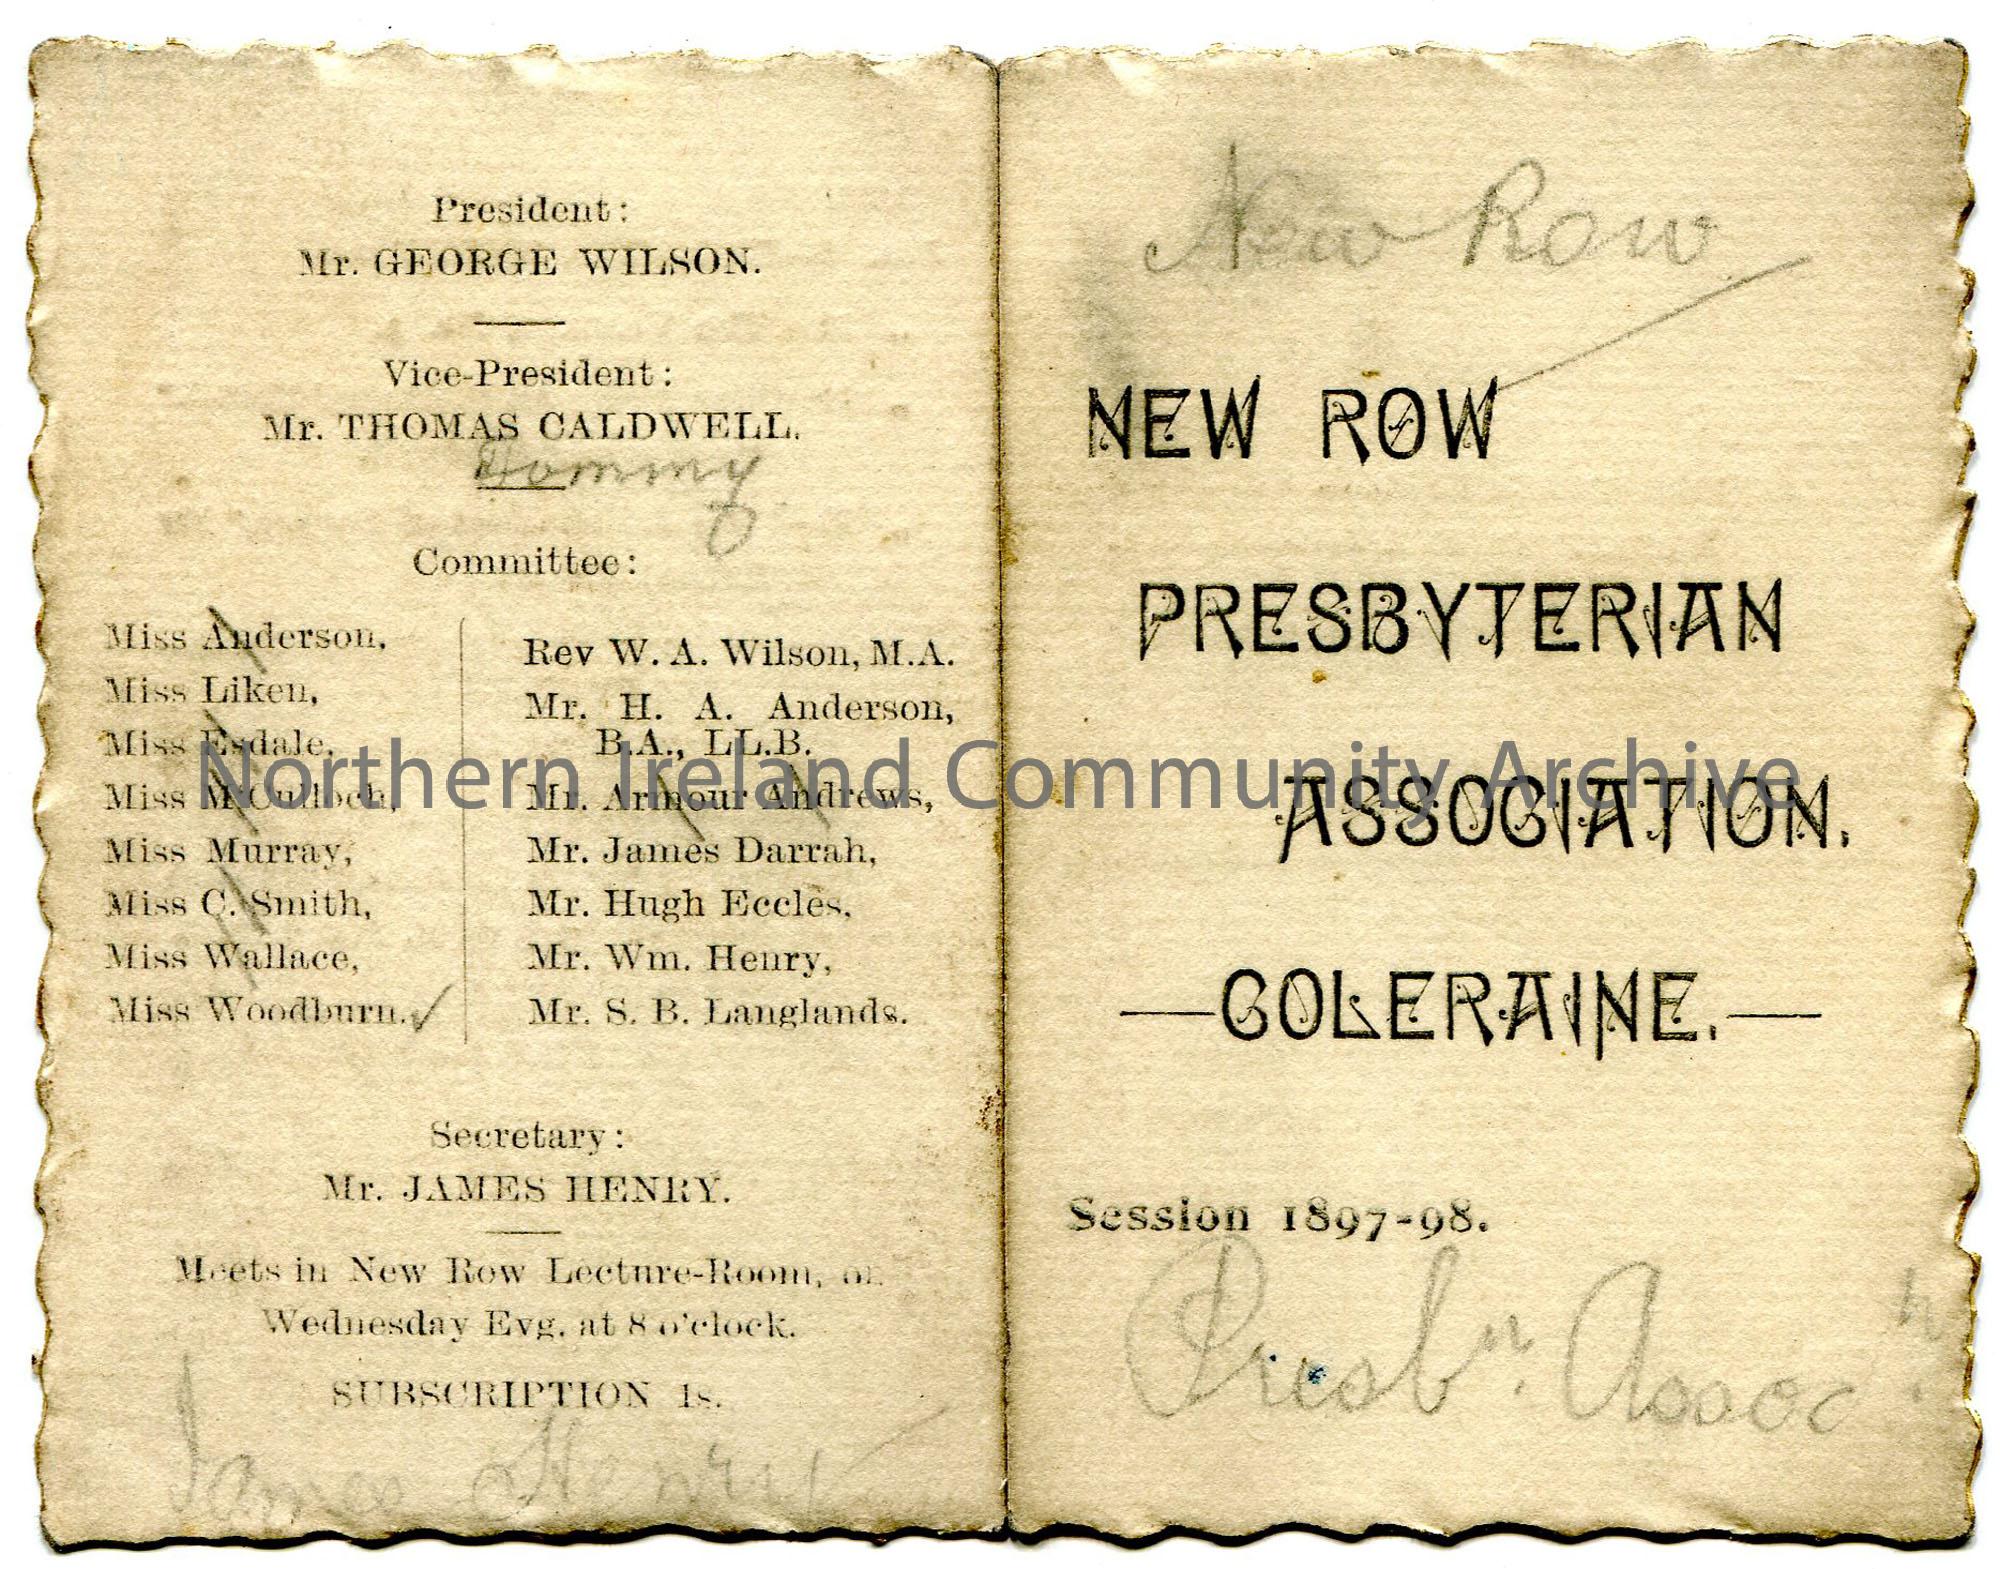 President:
Mr. GEORGE WILSON.
Vice-President:
Mr. THOMAS CALDWELL.
Tommy
Committee:
Miss Anderson,
Miss Liken,
Miss Esdale,
Miss M'Culloch,
Miss Murray,
Miss C. Smith,
Miss Wallace,
Miss Woodburn.
Rev W. A. Wilson, M.A.
Mr. H. A. Anderson,
B.A., LL.B.
Mr. Armour Andrews,
Mr. James Darrah,
Mr. Hugh Eccles,
Mr. Wm. Henry,
Mr. S. B. Langlands.
Secretary:
Mr. JAMES HENRY.
Meets in New Row Lecture-Room, on
Wednesday Evg. at 8 o'clock.
SUBSCRIPTION 1s.
James Henry
New Row
NEW ROW
PRESBYTERIAN
ASSOCIATION.
—COLERAINE.—
Session 1897-98.
Presbn. Assocn.
Northern Ireland Community Archive